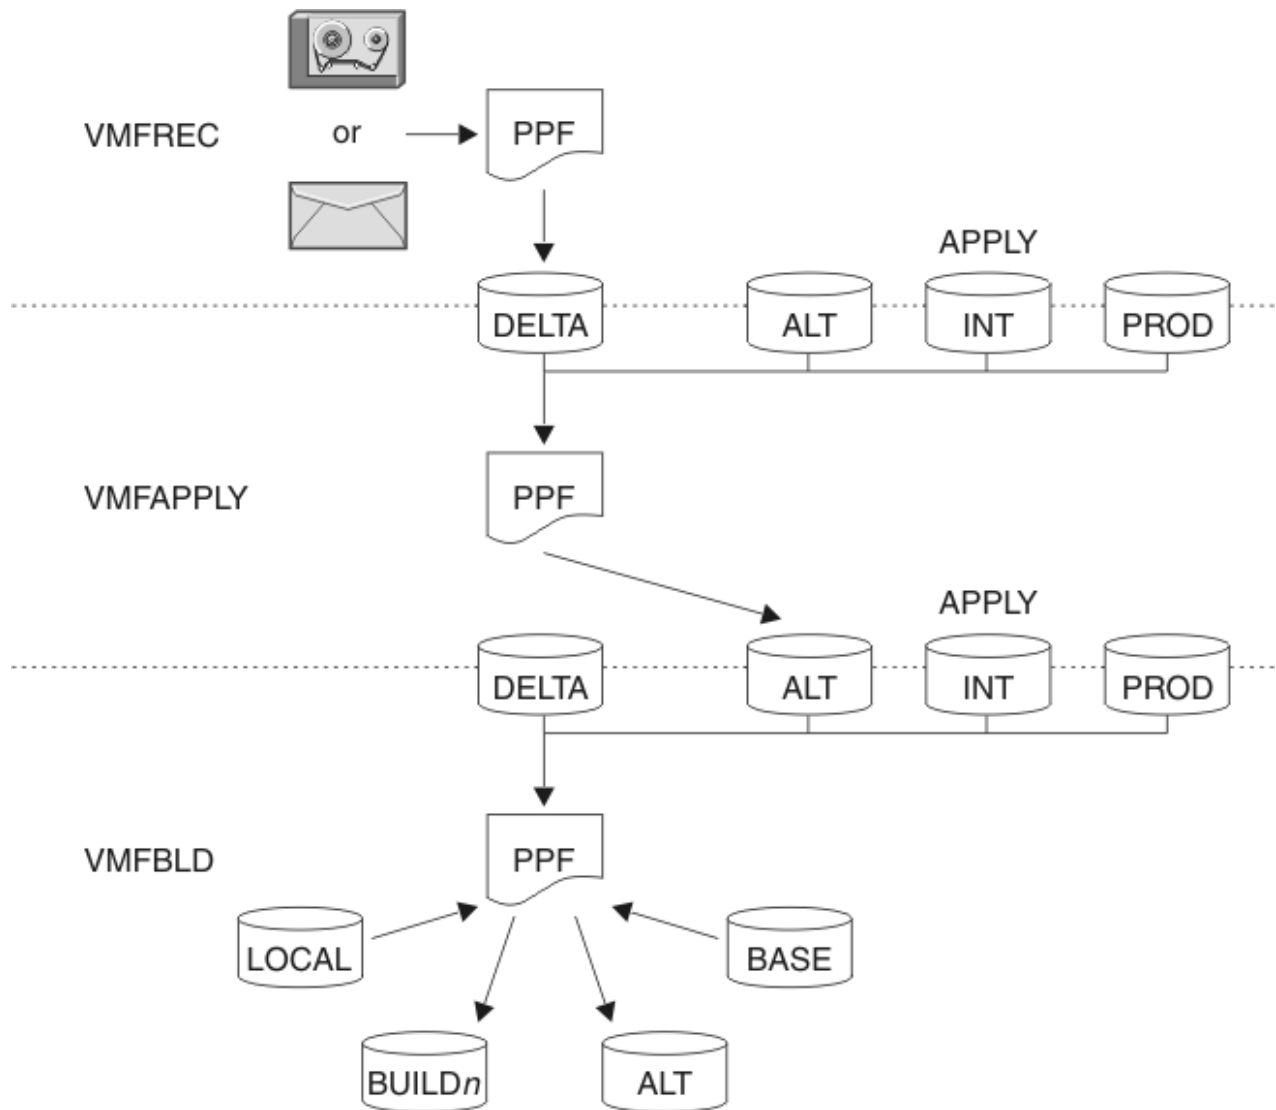 VMFREC
or
PPF
APPLY
DELTA
ALT
INT
PROD
VMFAPPLY
PPF
APPLY
DELTA
ALT
INT
PROD
VMFBLD
PPF
LOCAL
BASE
BUILDn
ALT